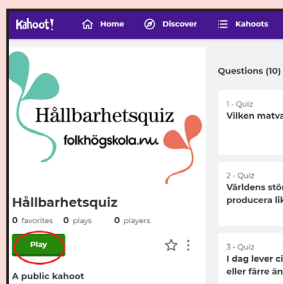 Kahoot!
Home
Discover
Kahoots
Hållbarhetsquiz
folkhögskola.nu
Hållbarhetsquiz
0 favorites 0 plays 0 players
Play
A public kahoot
Questions (10)
1 - Quiz
Vilken matva
2 - Quiz
Världens stör
producera lik
3 - Quiz
I dag lever ci
eller färre än